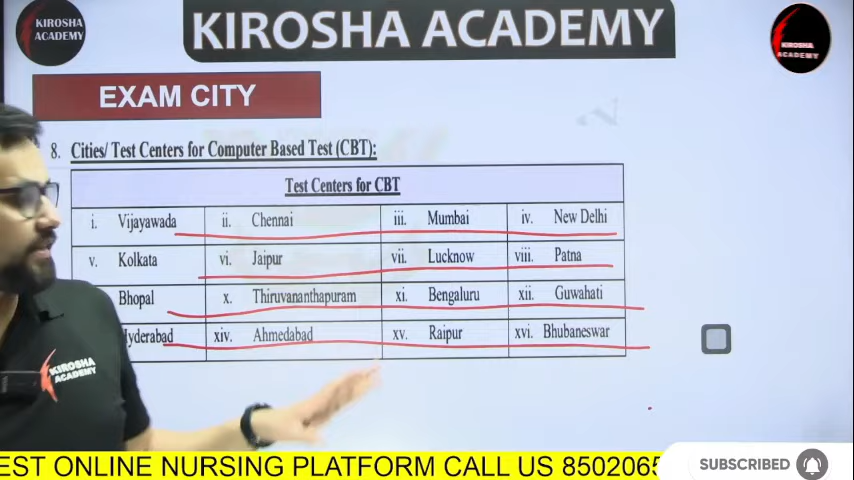 KIROSHA
ACADEMY
KIROSHA ACADEMY
KIROSHA
ACADEMY
EXAM CITY
8. Cities/ Test Centers for Computer Based Test (CBT):
Test Centers for CBT
i. Vijayawada ii. Chennai iii. Mumbai iv. New Delhi
v. Kolkata vi. Jaipur vii. Lucknow viii. Patna
Bhopal x. Thiruvananthapuram xi. Bengaluru xii. Guwahati
yderabad xiv. Ahmedabad xv. Raipur xvi. Bhubaneswar
KIROSHA
ACADEMY
EST ONLINE NURSING PLATFORM CALL US 8502065
SUBSCRIBED